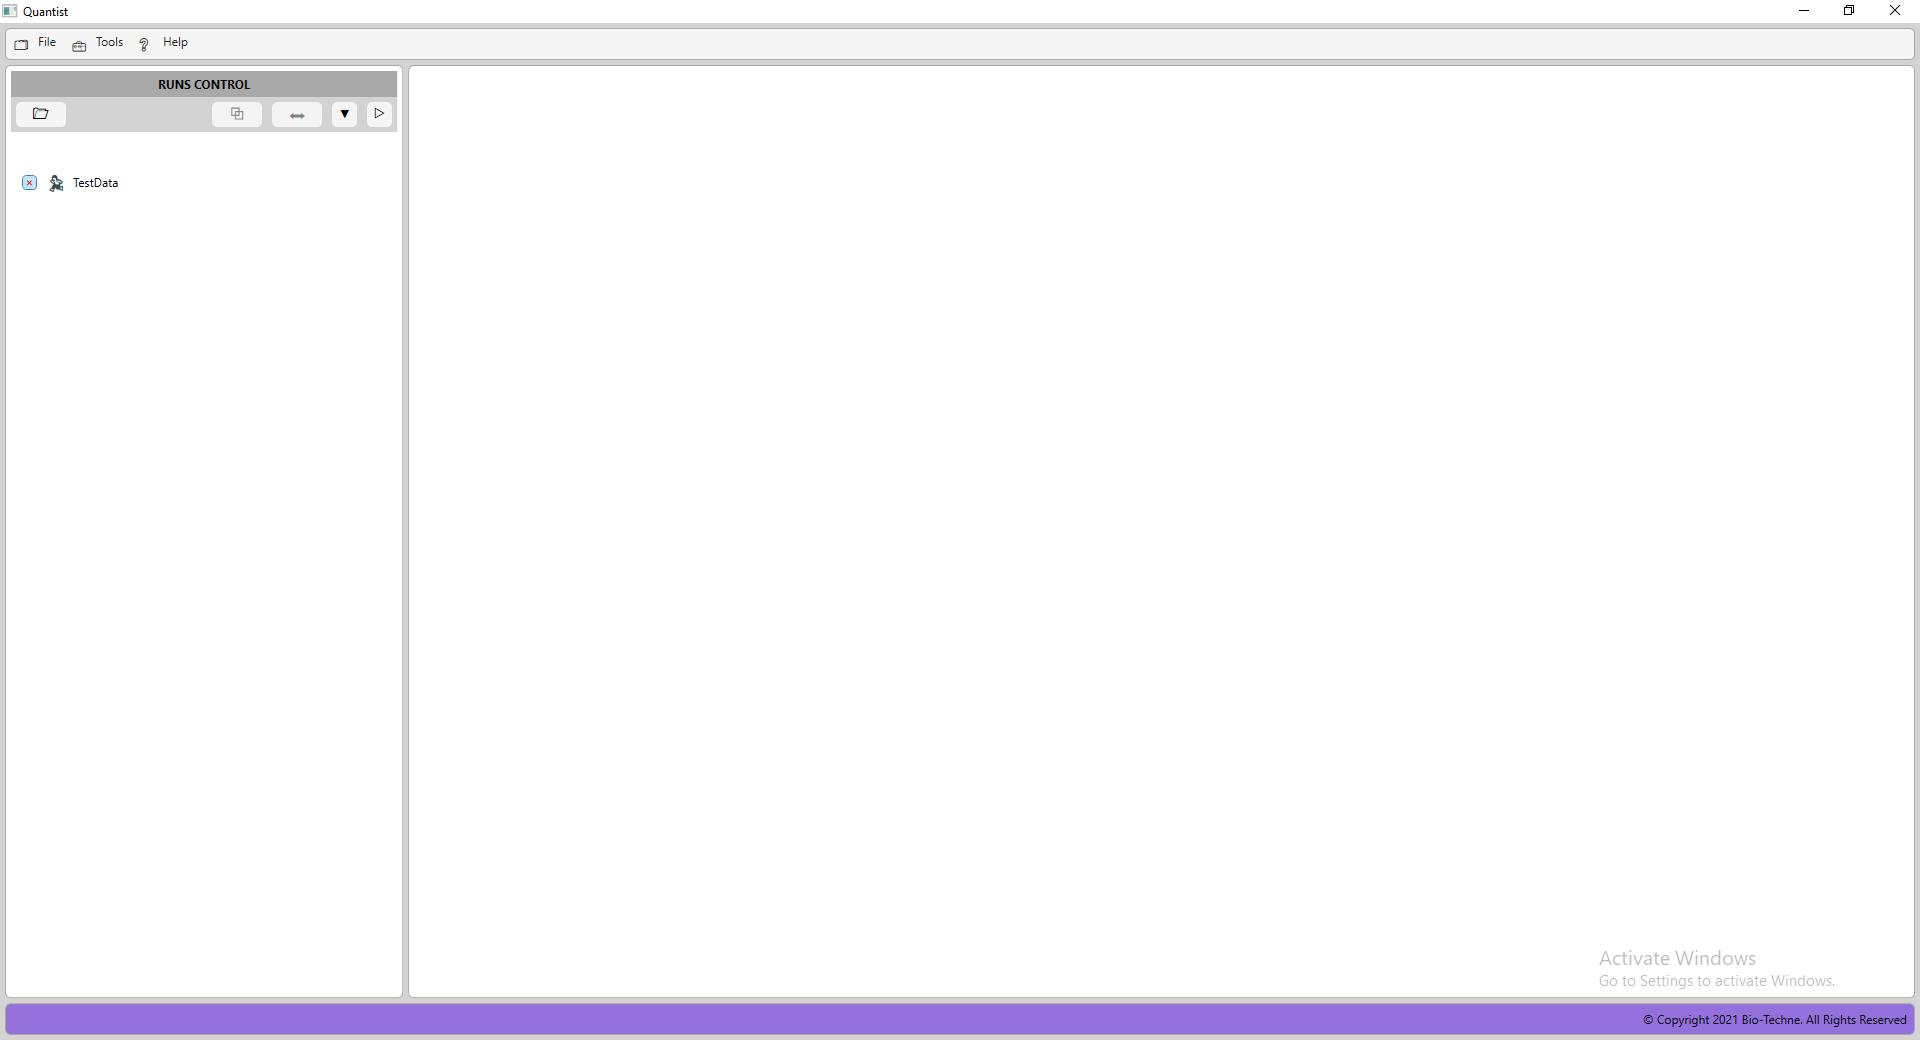 Quantist
File Tools Help
RUNS CONTROL
TestData
Activate Windows
Go to Settings to activate Windows.
© Copyright 2021 Bio-Techne. All Rights Reserved